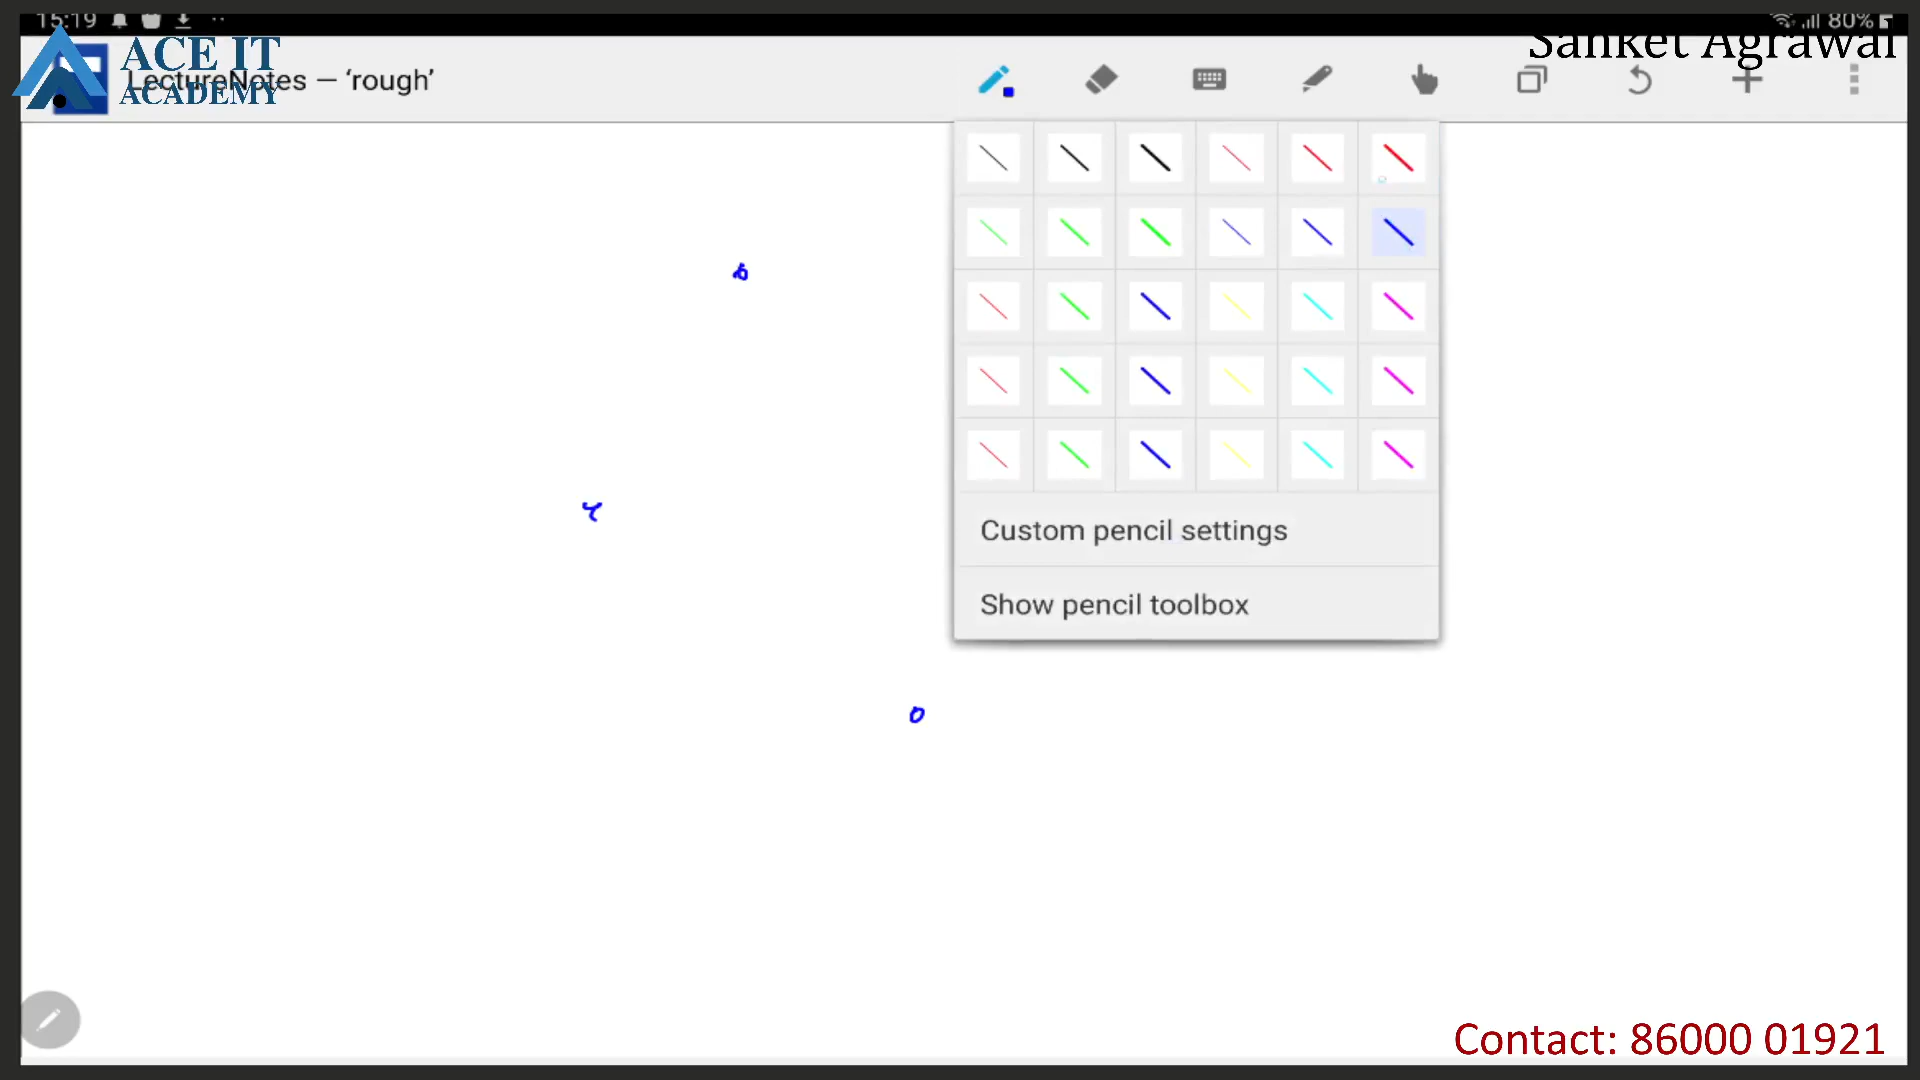 15:19
80%
Sanket Agrawal
ACE IT
ACADEMY
LectureNotes — ‘rough’
Custom pencil settings
Show pencil toolbox
Contact: 86000 01921